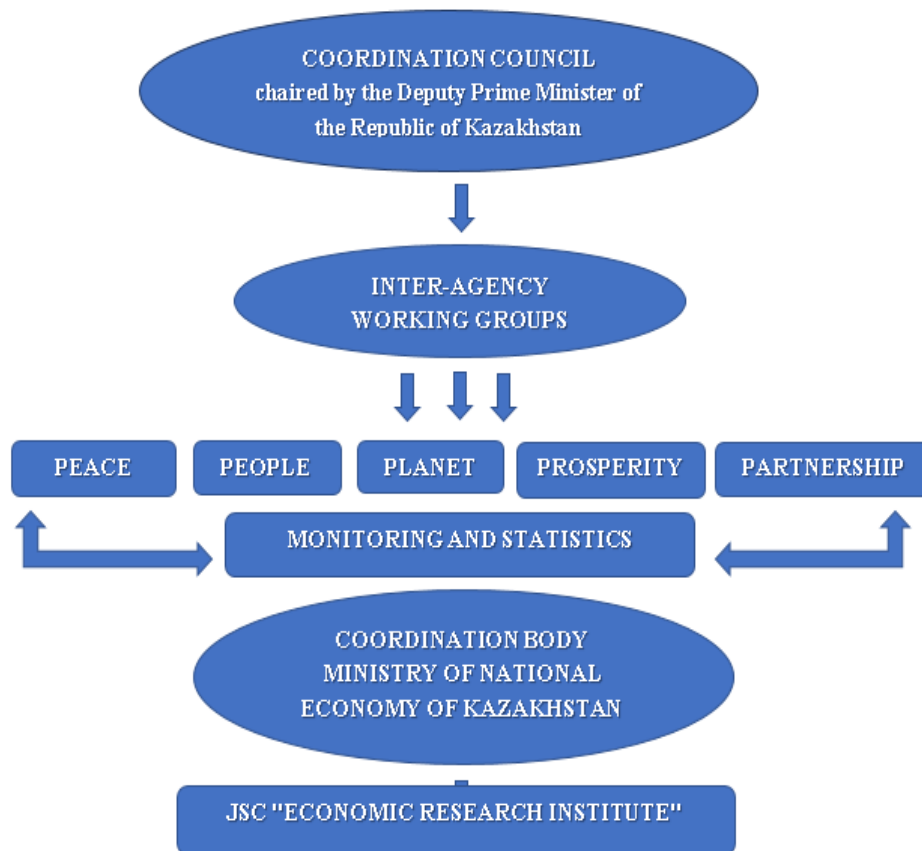 COORDINATION COUNCIL
chaired by the Deputy Prime Minister of
the Republic of Kazakhstan
INTER-AGENCY
WORKING GROUPS
PEACE
PEOPLE
PLANET
PROSPERITY
PARTNERSHIP
MONITORING AND STATISTICS
COORDINATION BODY
MINISTRY OF NATIONAL
ECONOMY OF KAZAKHSTAN
JSC "ECONOMIC RESEARCH INSTITUTE"